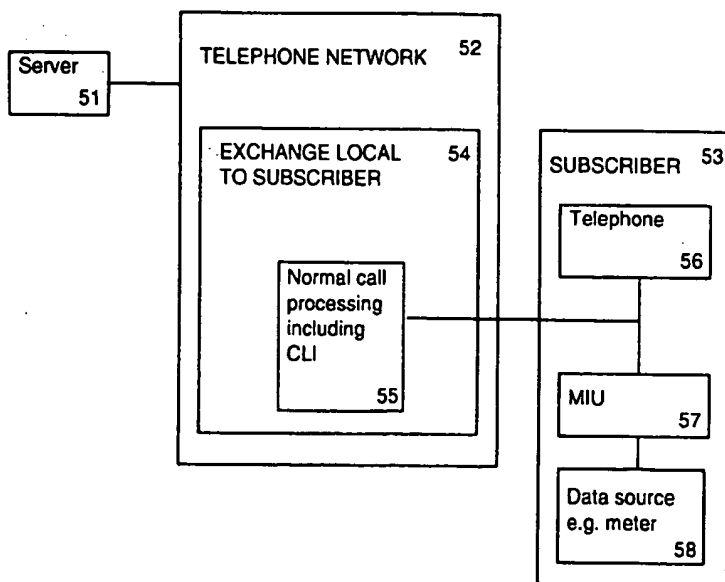 Server
51
TELEPHONE NETWORK 52
EXCHANGE LOCAL 54
TO SUBSCRIBER
Normal call
processing
including
CLI
55
SUBSCRIBER 53
Telephone
56
MIU
57
Data source
e.g. meter
58